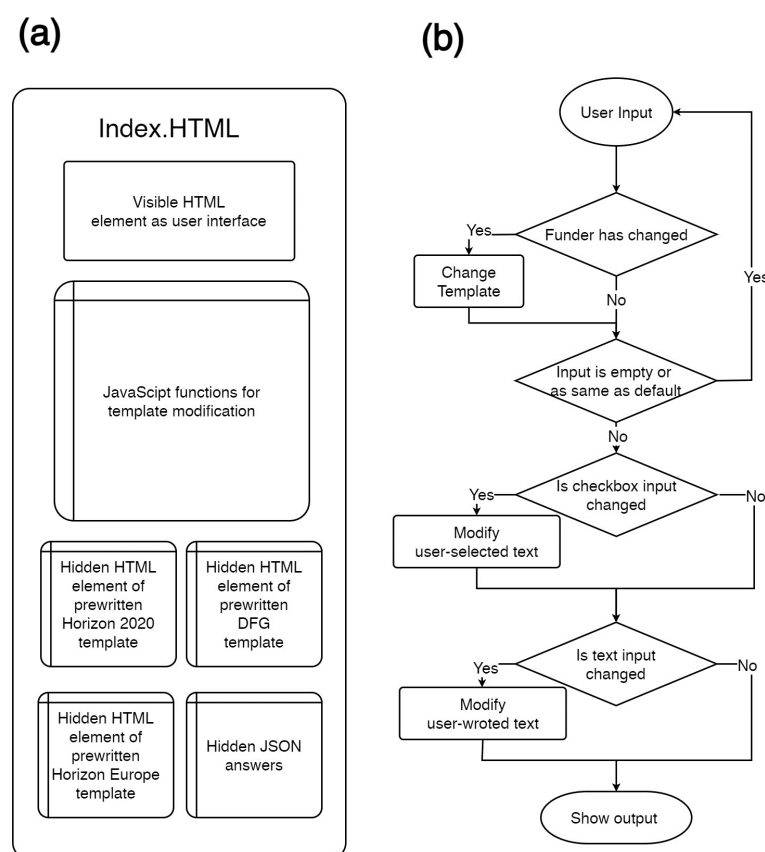 (a)
Index.HTML
Visible HTML
element as user interface
JavaScipt functions for
template modification
Hidden HTML
element of
prewritten
Horizon 2020
template
Hidden HTML
element of
prewritten
DFG
template
Hidden HTML
element of
prewritten
Horizon Europe
template
Hidden JSON
answers
(b)
User Input
Funder has changed
Yes
Change
Template
No
Input is empty or
as same as default
Yes
No
Is checkbox input
changed
Yes
No
Modify
user-selected text
Is text input
changed
Yes
No
Modify
user-wroted text
Show output